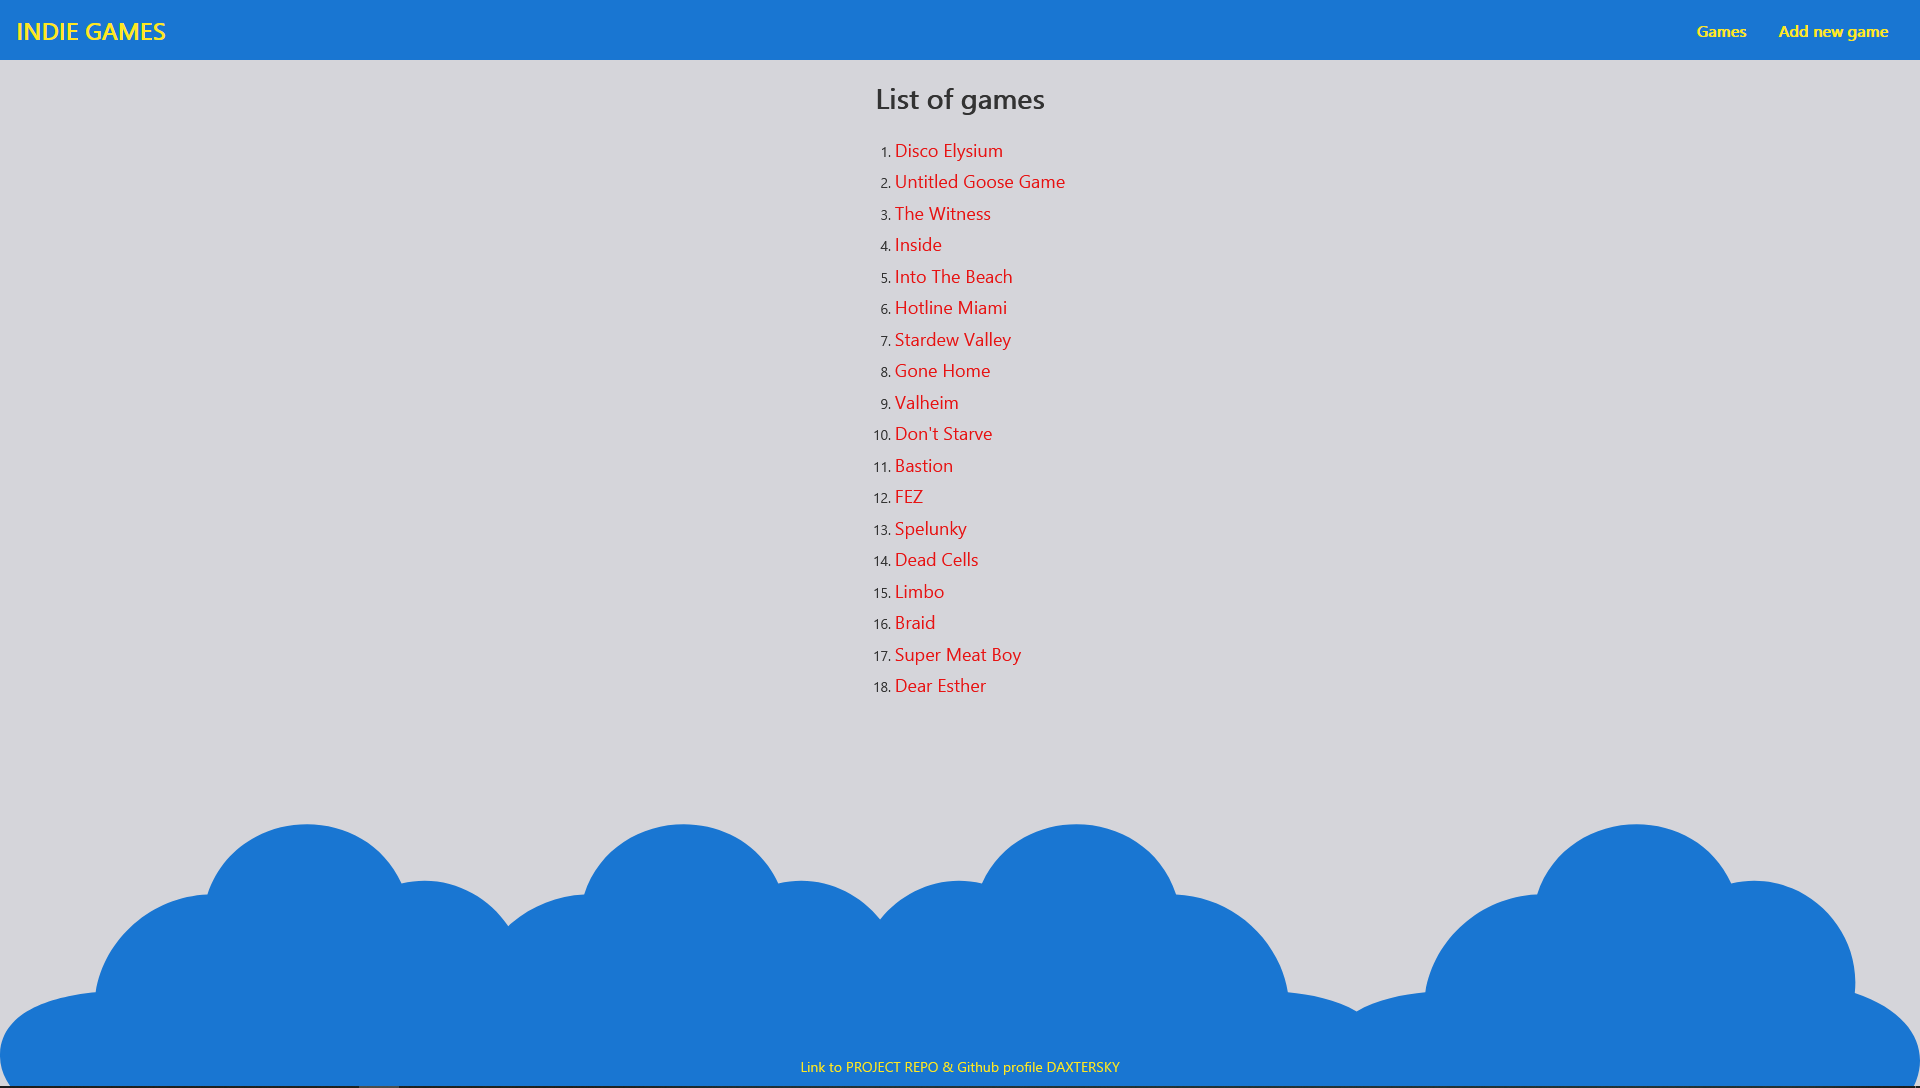 INDIE GAMES
Games Add new game
List of games
1. Disco Elysium
2. Untitled Goose Game
3. The Witness
4. Inside
5. Into The Beach
6. Hotline Miami
7. Stardew Valley
8. Gone Home
9. Valheim
10. Don't Starve
11. Bastion
12. FEZ
13. Spelunky
14. Dead Cells
15. Limbo
16. Braid
17. Super Meat Boy
18. Dear Esther
Link to PROJECT REPO & Github profile DAXTERSKY